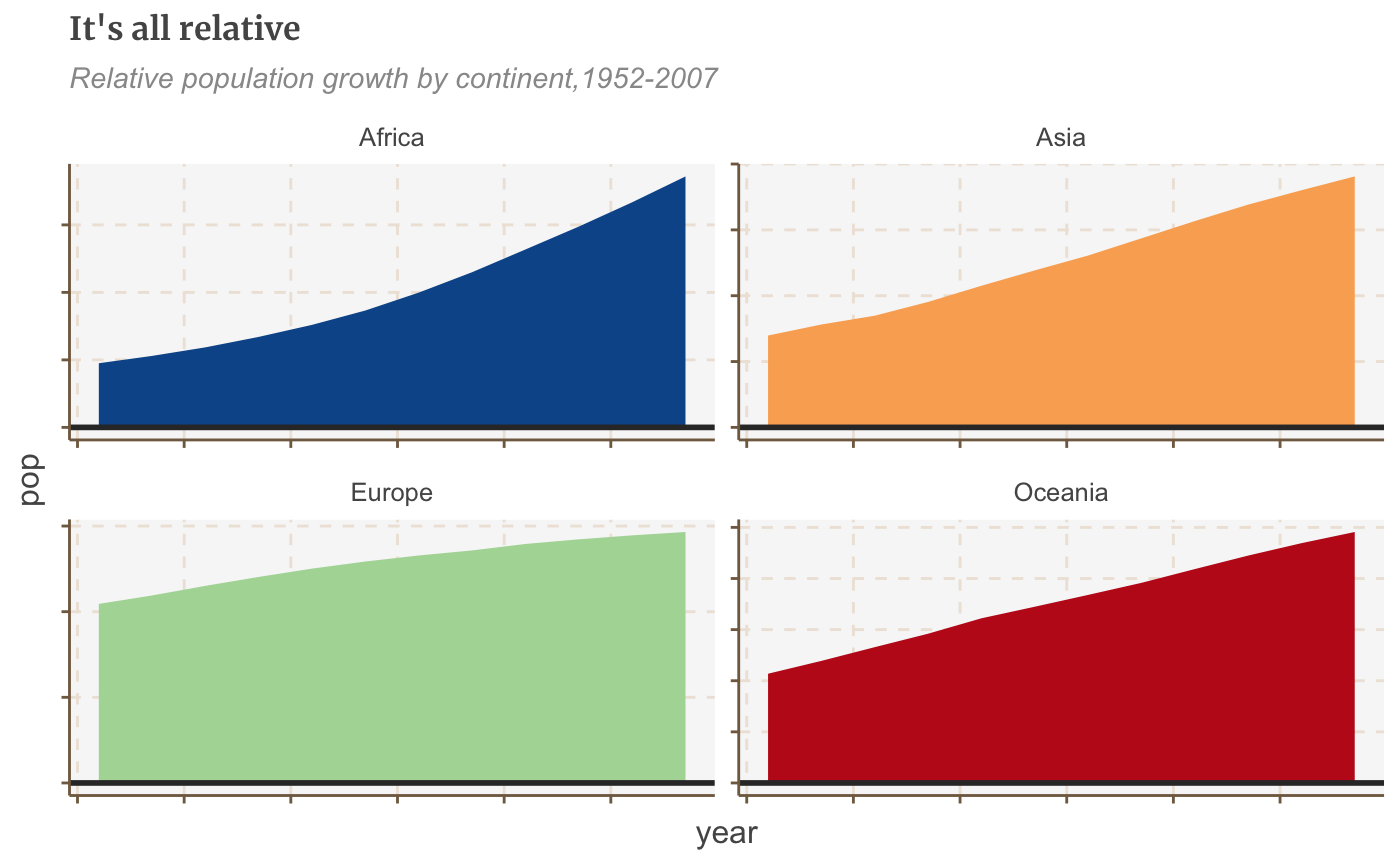 It's all relative
Relative population growth by continent,1952-2007
Africa
Asia
pop
Europe
Oceania
year